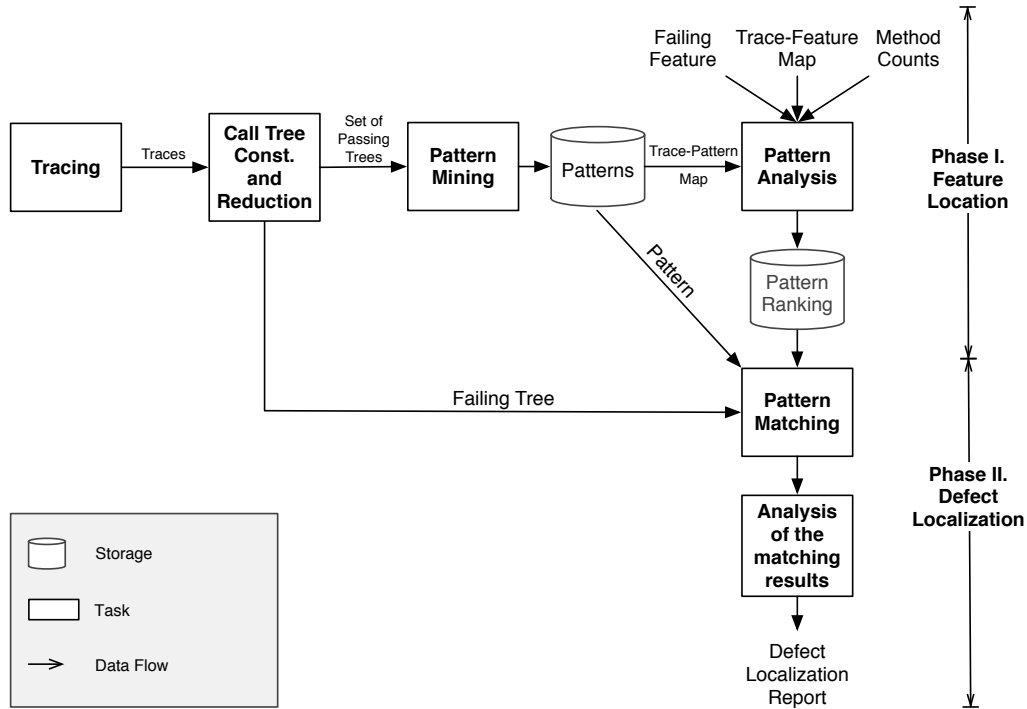 Failing
Feature
Trace-Feature
Map
Method
Counts
Tracing
Traces
Call Tree
Const.
and
Reduction
Set of
Passing
Trees
Pattern
Mining
Patterns
Trace-Pattern
Map
Pattern
Analysis
Phase I.
Feature
Location
Pattern
Pattern
Ranking
Failing Tree
Pattern
Matching
Phase II.
Defect
Localization
Analysis
of the
matching
results
Storage
Task
Data Flow
Defect
Localization
Report